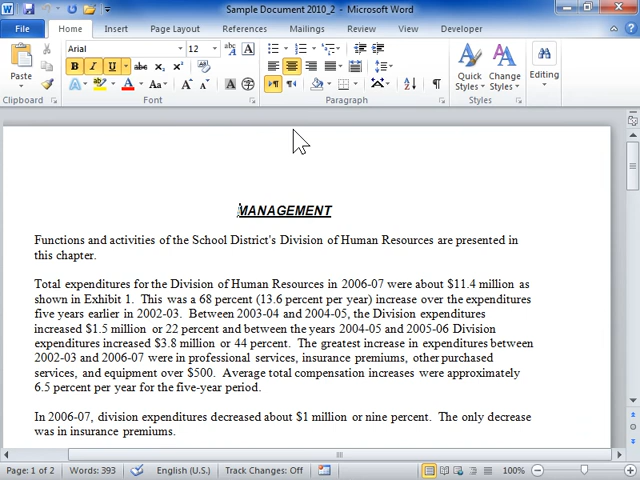 Sample Document 2010_2 - Microsoft Word
File Home Insert Page Layout References Mailings Review View Developer
Arial 12
Paste
B I U abc x₂ x²
A ab A Aa A A A
Quick Styles
Change Styles
Editing
Clipboard Font Paragraph Styles
MANAGEMENT
Functions and activities of the School District's Division of Human Resources are presented in
this chapter.
Total expenditures for the Division of Human Resources in 2006-07 were about $11.4 million as
shown in Exhibit 1. This was a 68 percent (13.6 percent per year) increase over the expenditures
five years earlier in 2002-03. Between 2003-04 and 2004-05, the Division expenditures
increased $1.5 million or 22 percent and between the years 2004-05 and 2005-06 Division
expenditures increased $3.8 million or 44 percent. The greatest increase in expenditures between
2002-03 and 2006-07 were in professional services, insurance premiums, other purchased
services, and equipment over $500. Average total compensation increases were approximately
6.5 percent per year for the five-year period.
In 2006-07, division expenditures decreased about $1 million or nine percent. The only decrease
was in insurance premiums.
Page: 1 of 2 Words: 393 English (U.S.) Track Changes: Off 100%